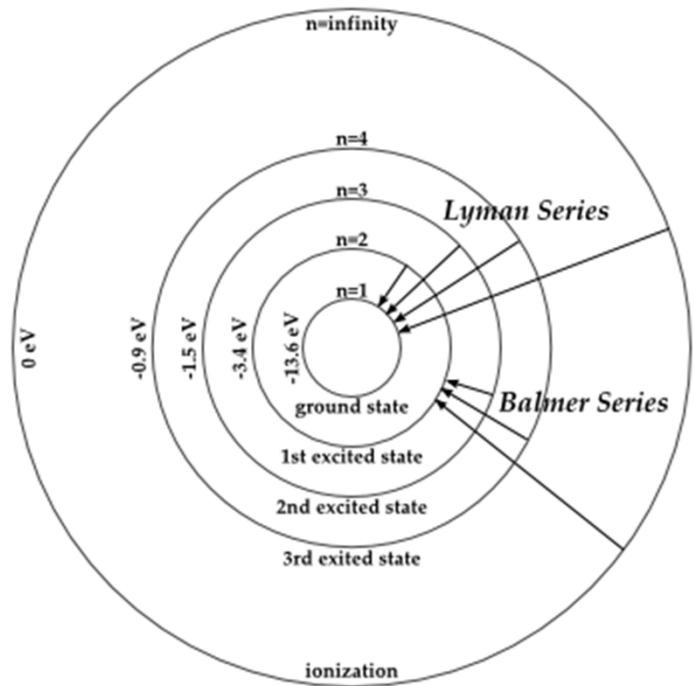 n=infinity
n=4
n=3
Lyman Series
n=2
n=1
0 eV
-0.9 eV
-1.5 eV
-3.4 eV
-13.6 eV
Balmer Series
ground state
1st excited state
2nd excited state
3rd exited state
ionization